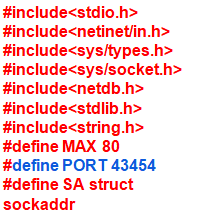 #include<stdio.h>
#include<netinet/in.h>
#include<sys/types.h>
#include<sys/socket.h>
#include<netdb.h>
#include<stdlib.h>
#include<string.h>
#define MAX 80
#define PORT 43454
#define SA struct
sockaddr